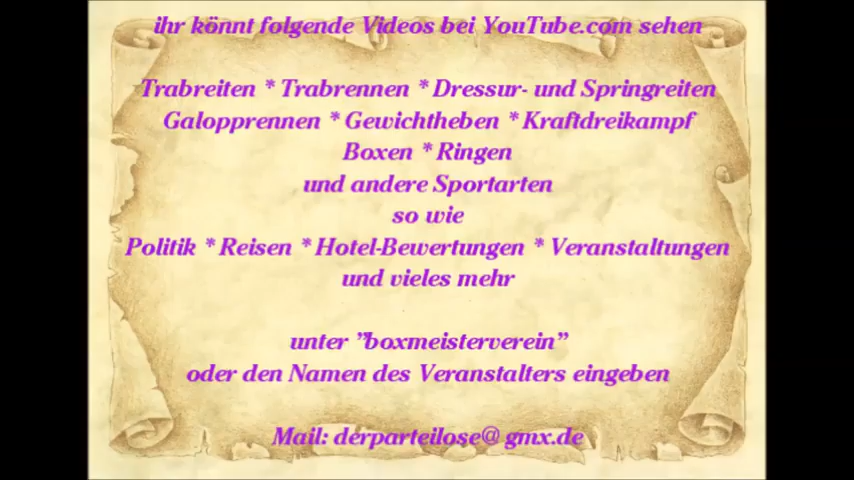 ihr könnt folgende Videos bei YouTube.com sehen
Trabreiten * Trabrennen * Dressur- und Springreiten
Galopprennen * Gewichtheben * Kraftdreikampf
Boxen * Ringen
und andere Sportarten
so wie
Politik * Reisen * Hotel-Bewertungen * Veranstaltungen
und vieles mehr
unter "boxmeisterverein"
oder den Namen des Veranstalters eingeben
Mail: derparteilose@ gmx.de